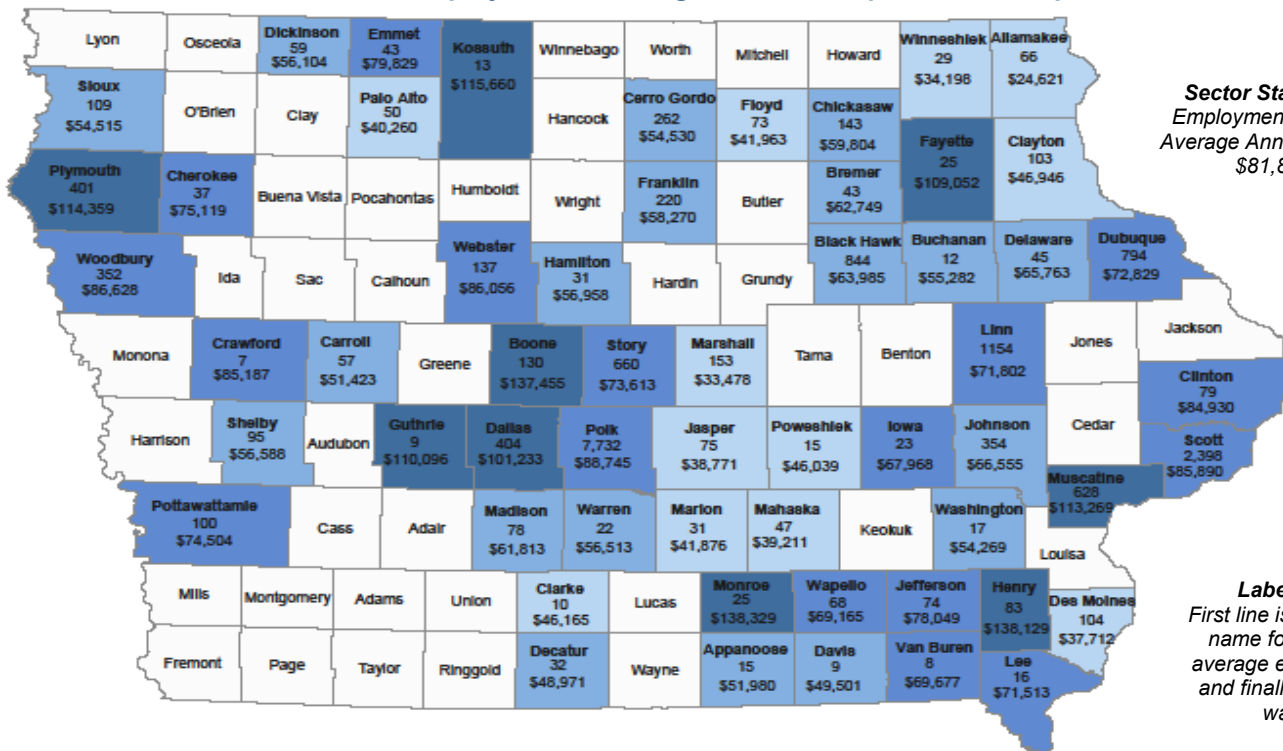 Lyon
Osceola
Dickinson
59
$56,104
Emmet
43
$79,829
Kossuth
13
$115,660
Winnebago
Worth
Mitchell
Howard
Winneshiek
29
$34,198
Allamakee
66
$24,621
Sioux
109
$54,515
O'Brien
Clay
Palo Alto
50
$40,260
Hancock
Cerro Gordo
262
$54,530
Floyd
73
$41,963
Chickasaw
143
$59,804
Fayette
25
$109,052
Clayton
103
$46,946
Plymouth
401
$114,359
Cherokee
37
$75,119
Buena Vista
Pocahontas
Humboldt
Wright
Franklin
220
$58,270
Butler
Bremer
43
$62,749
Woodbury
352
$86,628
Ida
Sac
Calhoun
Webster
137
$86,056
Hamilton
31
$56,958
Hardin
Grundy
Black Hawk
844
$63,985
Buchanan
12
$55,282
Delaware
45
$65,763
Dubuque
794
$72,829
Monona
Crawford
7
$85,187
Carroll
57
$51,423
Greene
Boone
130
$137,455
Story
660
$73,613
Marshall
153
$33,478
Tama
Benton
Linn
1154
$71,802
Jones
Jackson
Clinton
79
$84,930
Harrison
Shelby
95
$56,588
Audubon
Guthrie
9
$110,096
Dallas
404
$101,233
Polk
7,732
$88,745
Jasper
75
$38,771
Poweshiek
15
$46,039
Iowa
23
$67,968
Johnson
354
$66,555
Cedar
Scott
2,398
$85,890
Muscatine
628
$113,269
Pottawattamie
100
$74,504
Cass
Adair
Madison
78
$61,813
Warren
22
$56,513
Marion
31
$41,876
Mahaska
47
$39,211
Keokuk
Washington
17
$54,269
Louisa
Mills
Montgomery
Adams
Union
Clarke
10
$46,165
Lucas
Monroe
25
$138,329
Wapello
68
$69,165
Jefferson
74
$78,049
Henry
83
$138,129
Des Moines
104
$37,712
Fremont
Page
Taylor
Ringgold
Decatur
32
$48,971
Wayne
Appanoose
15
$51,980
Davis
9
$49,501
Van Buren
8
$69,677
Lee
16
$71,513
Sector Sta
Employmen
Average Ann
$81,8
Labe
First line is
name fo
average e
and finall
wa